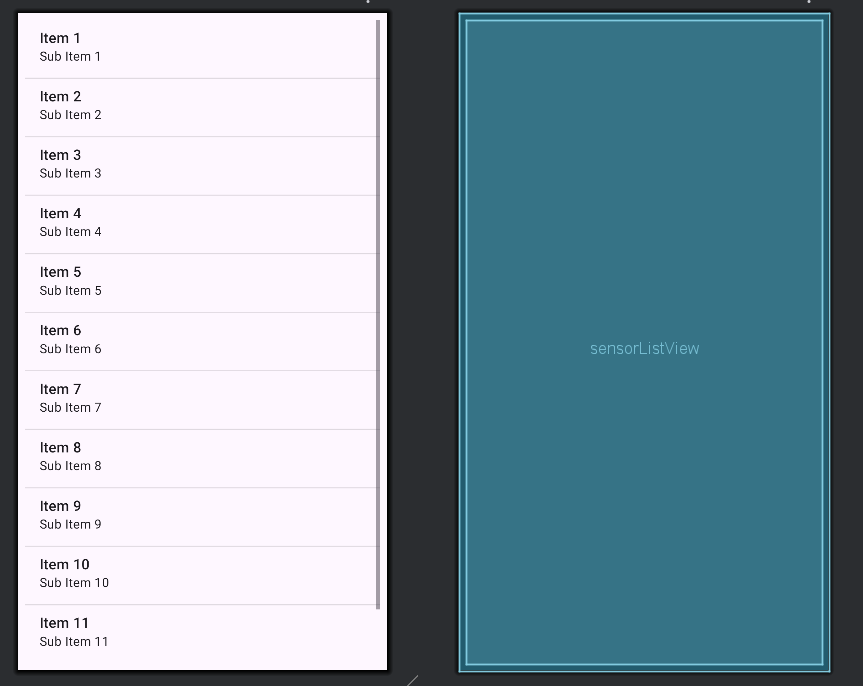 Item 1
Sub Item 1
Item 2
Sub Item 2
Item 3
Sub Item 3
Item 4
Sub Item 4
Item 5
Sub Item 5
Item 6
Sub Item 6
Item 7
Sub Item 7
Item 8
Sub Item 8
Item 9
Sub Item 9
Item 10
Sub Item 10
Item 11
Sub Item 11
sensorListView